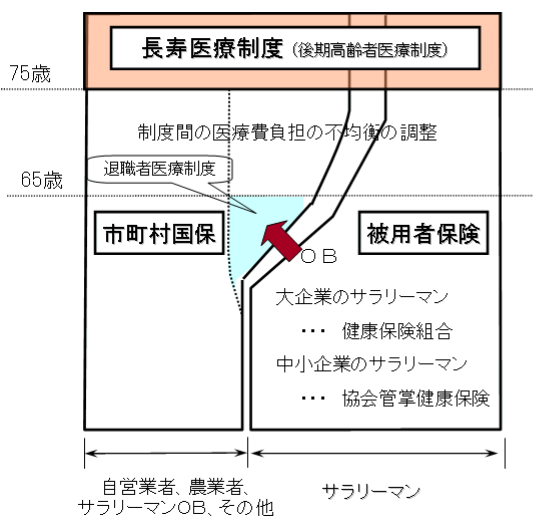 長寿医療制度（後期高齢者医療制度）
75歳
制度間の医療費負担の不均衡の調整
退職者医療制度
65歳
市町村国保
被用者保険
ＯＢ
大企業のサラリーマン
… 健康保険組合
中小企業のサラリーマン
… 協会管掌健康保険
自営業者、農業者、
サラリーマンOB、その他
サラリーマン